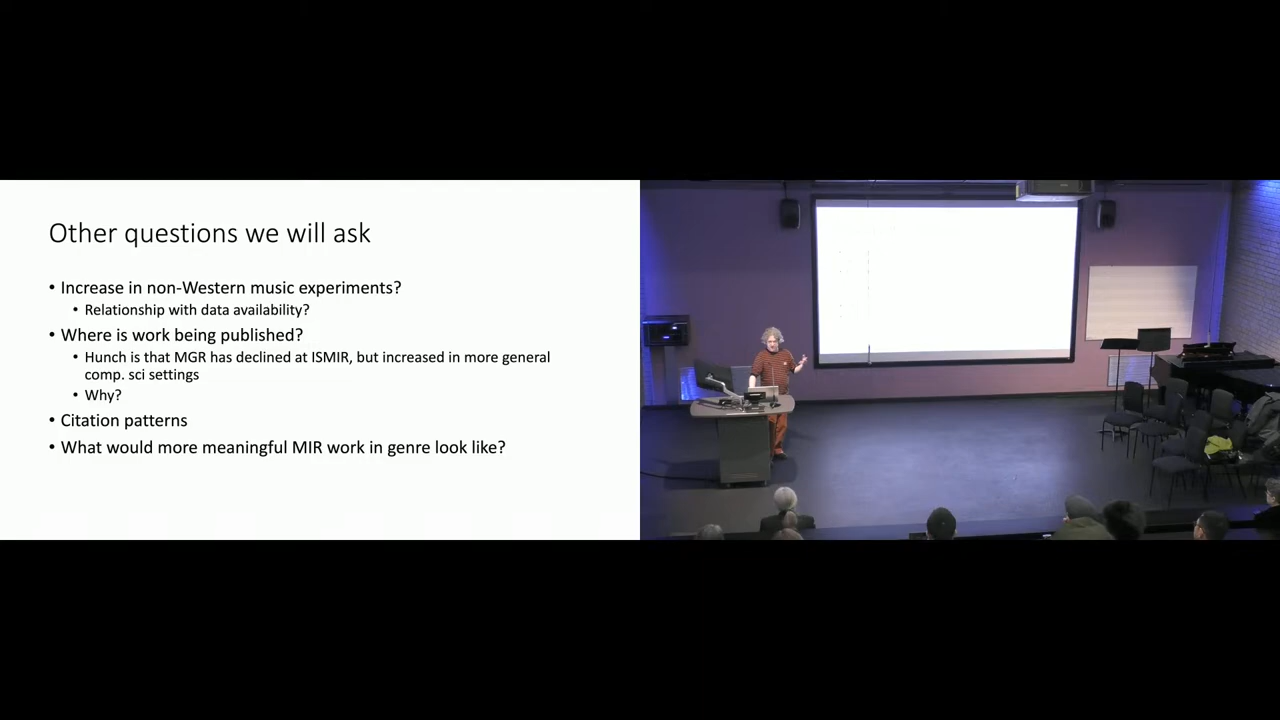 Other questions we will ask
• Increase in non-Western music experiments?
• Relationship with data availability?
• Where is work being published?
• Hunch is that MGR has declined at ISMIR, but increased in more general
comp. sci settings
• Why?
• Citation patterns
• What would more meaningful MIR work in genre look like?